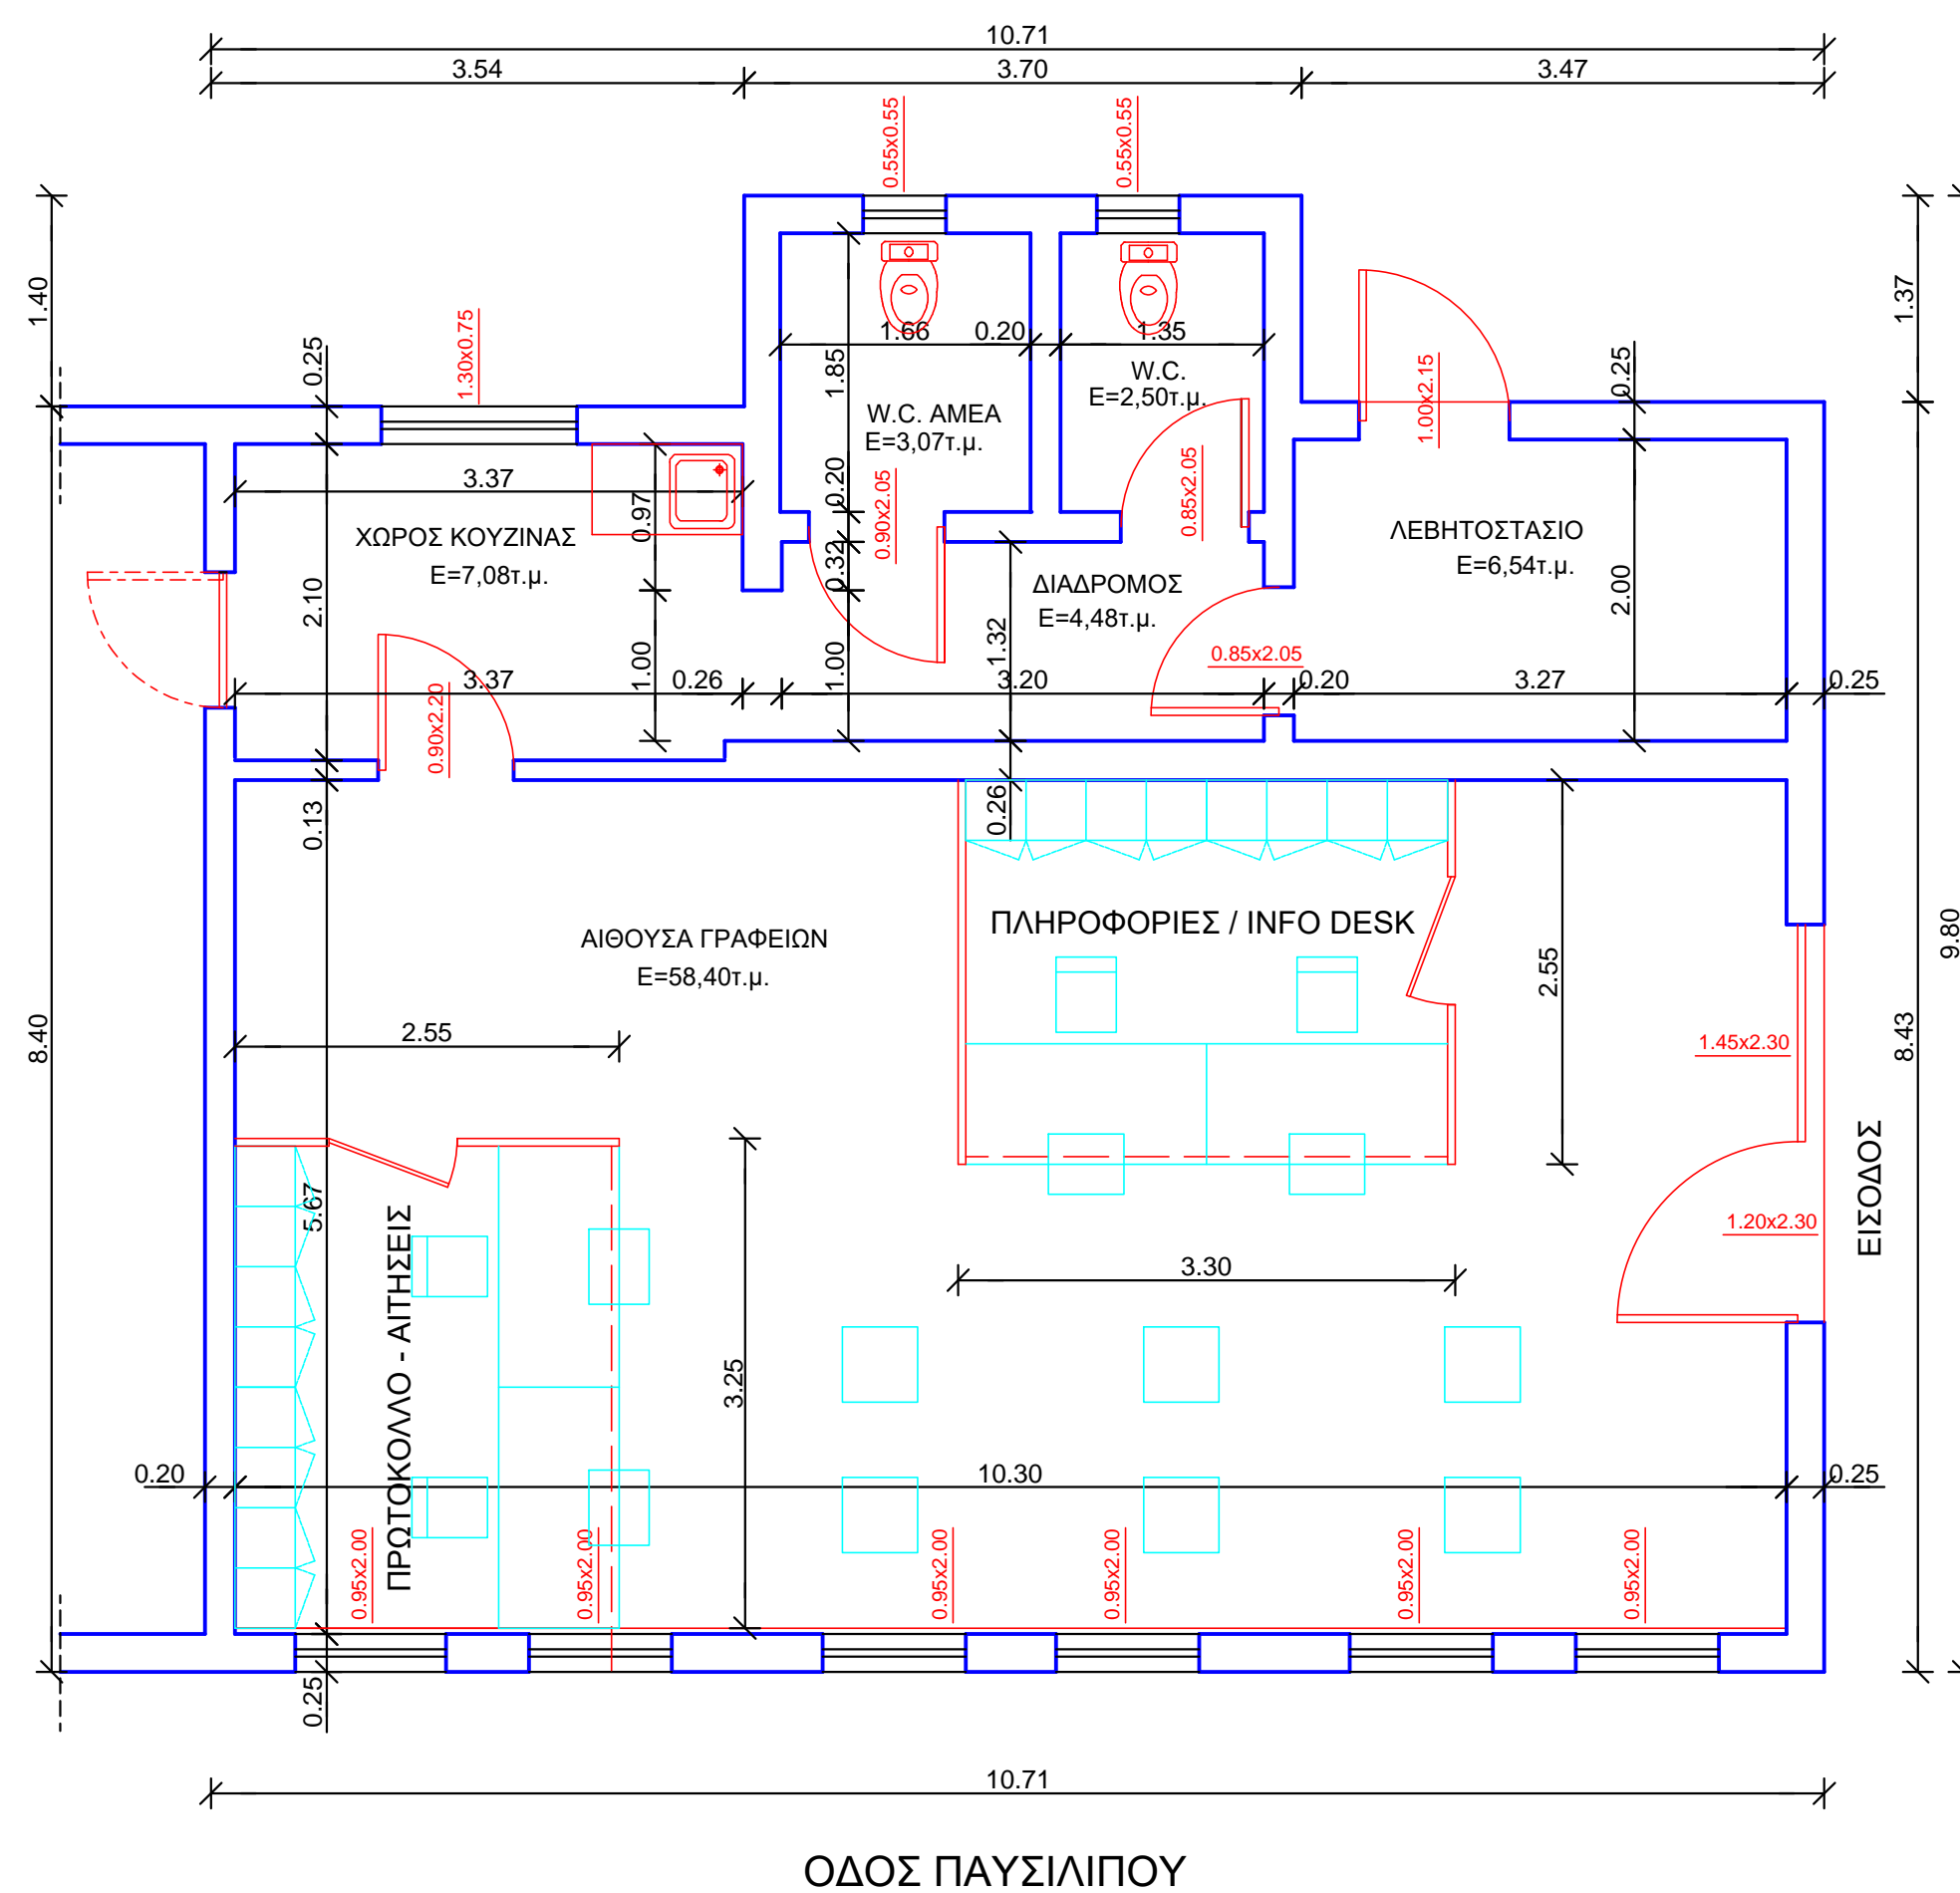 10.71
3.54
3.70
3.47
0.55x0.55
0.55x0.55
1.40
1.37
1.30x0.75
0.25
0.25
1.00x2.15
1.66
0.20
1.35
1.85
W.C.
E=2,50τ.μ.
W.C. ΑΜΕΑ
E=3,07τ.μ.
3.37
0.97
0.20
0.90x2.05
0.85x2.05
ΧΩΡΟΣ ΚΟΥΖΙΝΑΣ
E=7,08τ.μ.
ΛΕΒΗΤΟΣΤΑΣΙΟ
E=6,54τ.μ.
0.32
ΔΙΑΔΡΟΜΟΣ
E=4,48τ.μ.
2.10
2.00
1.32
1.00
1.00
0.85x2.05
3.37
0.26
3.20
0.20
3.27
0.25
0.90x2.20
0.13
0.26
ΑΙΘΟΥΣΑ ΓΡΑΦΕΙΩΝ
E=58,40τ.μ.
ΠΛΗΡΟΦΟΡΙΕΣ / INFO DESK
2.55
9.80
8.40
8.43
2.55
1.45x2.30
5.67
ΠΡΩΤΟΚΟΛΛΟ - ΑΙΤΗΣΕΙΣ
ΕΙΣΟΔΟΣ
1.20x2.30
3.30
3.25
0.20
10.30
0.25
0.95x2.00
0.95x2.00
0.95x2.00
0.95x2.00
0.95x2.00
0.95x2.00
0.25
10.71
ΟΔΟΣ ΠΑΥΣΙΛΙΠΟΥ